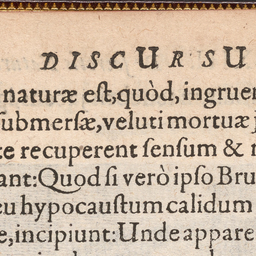 DISCURSU
naturæ est, quòd, ingruen
ſubmerſæ, veluti mortuæ
te recuperent ſenſum & 
ant: Quod ſi verò ipſo Bru
eu hypocauſtum calidum
e, incipiunt: Unde appare